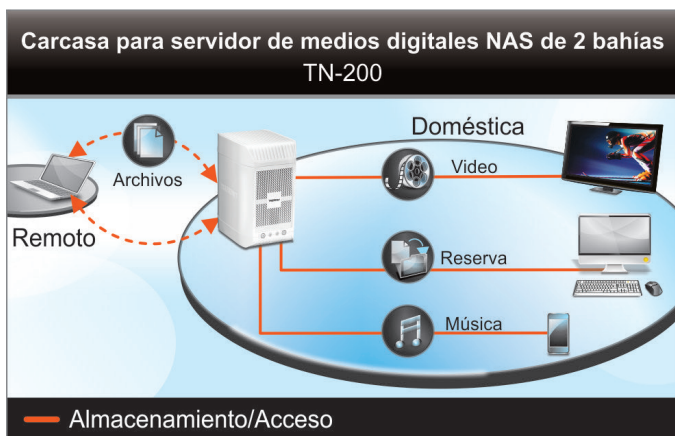 Carcasa para servidor de medios digitales NAS de 2 bahías
TN-200
Doméstica
Archivos
Video
Remoto
Reserva
Música
Almacenamiento/Acceso